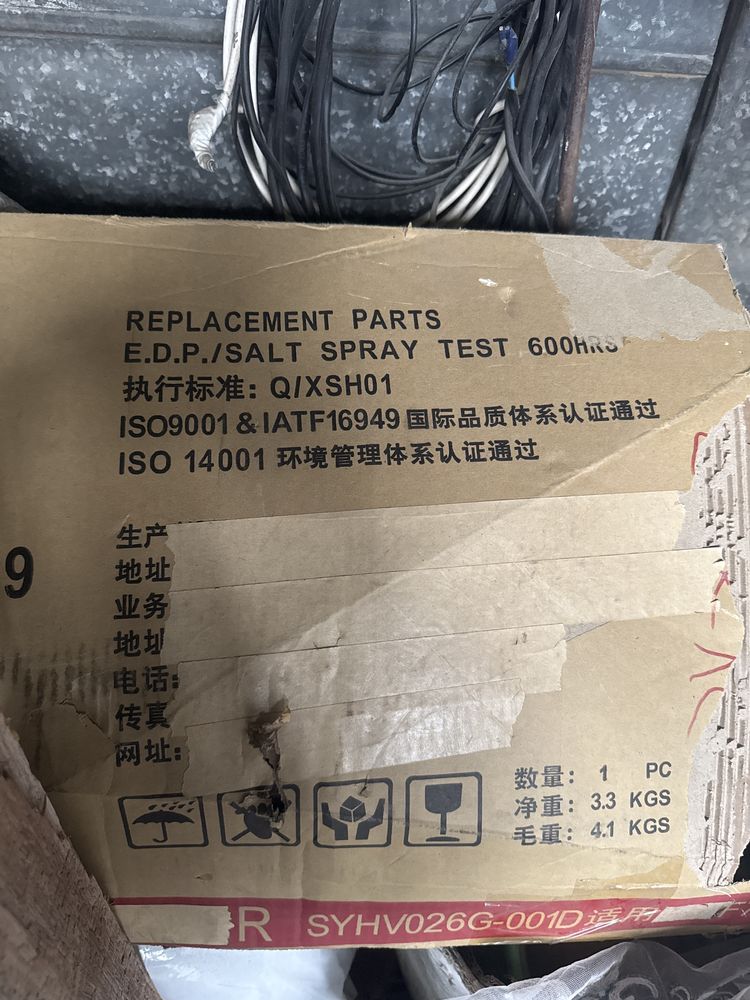 REPLACEMENT PARTS
E.D.P./SALT SPRAY TEST 600HRS
执行标准: Q/XSH01
ISO9001 & IATF16949 国际品质体系认证通过
ISO 14001 环境管理体系认证通过
9
生产
地址
业务
地址
电话:
传真
网址:
数量: 1 PC
净重: 3.3 KGS
毛重: 4.1 KGS
R SYHV026G-001D适用